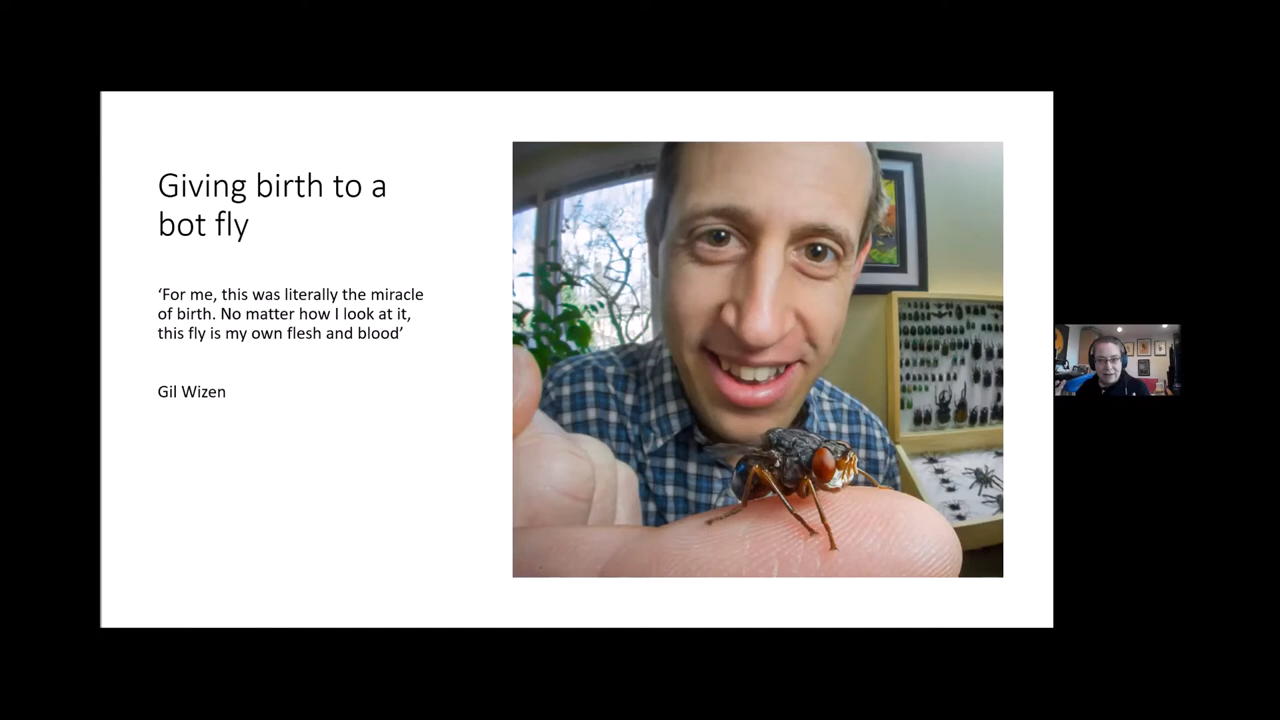 Giving birth to a
bot fly
‘For me, this was literally the miracle
of birth. No matter how I look at it,
this fly is my own flesh and blood’
Gil Wizen